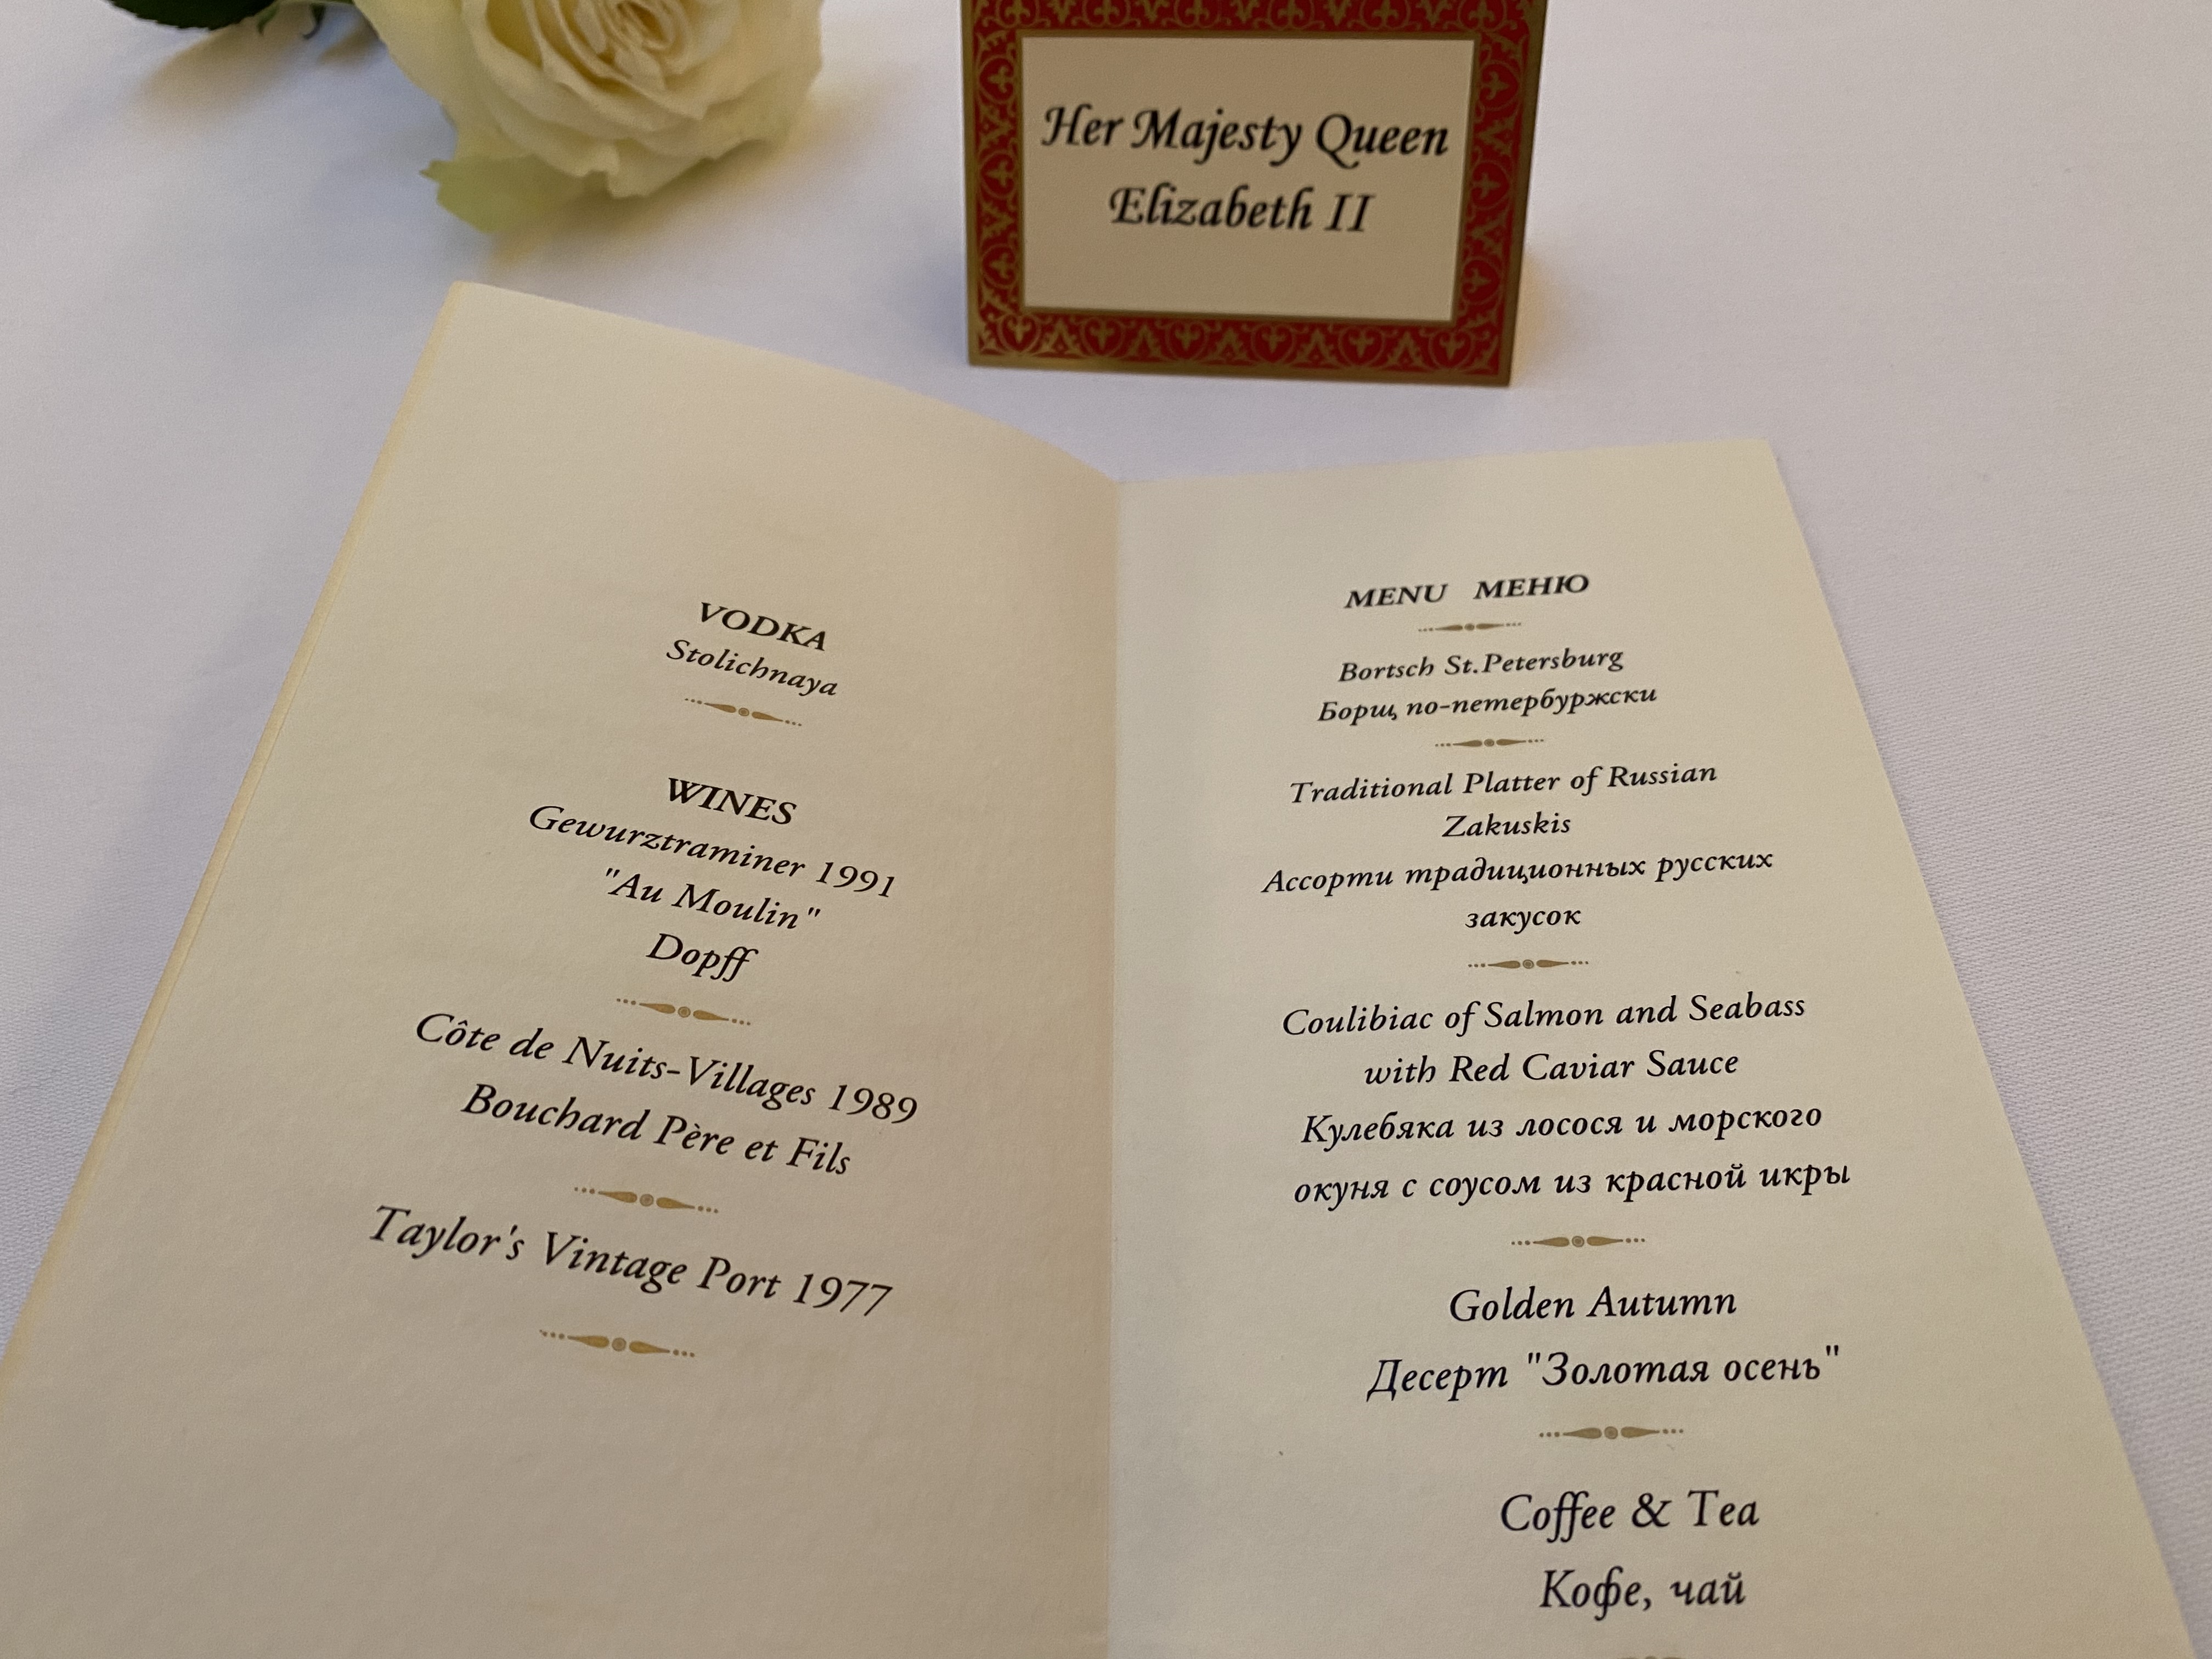 Her Majesty Queen
Elizabeth II
VODKA
Stolichnaya
WINES
Gewurztraminer 1991
"Au Moulin"
Dopff
Côte de Nuits-Villages 1989
Bouchard Père et Fils
Taylor's Vintage Port 1977
MENU МЕНЮ
Bortsch St.Petersburg
Борщ по-петербуржски
Traditional Platter of Russian
Zakuskis
Ассорти традиционных русских
закусок
Coulibiac of Salmon and Seabass
with Red Caviar Sauce
Кулебяка из лосося и морского
окуня с соусом из красной икры
Golden Autumn
Десерт "Золотая осень"
Coffee & Tea
Кофе, чай